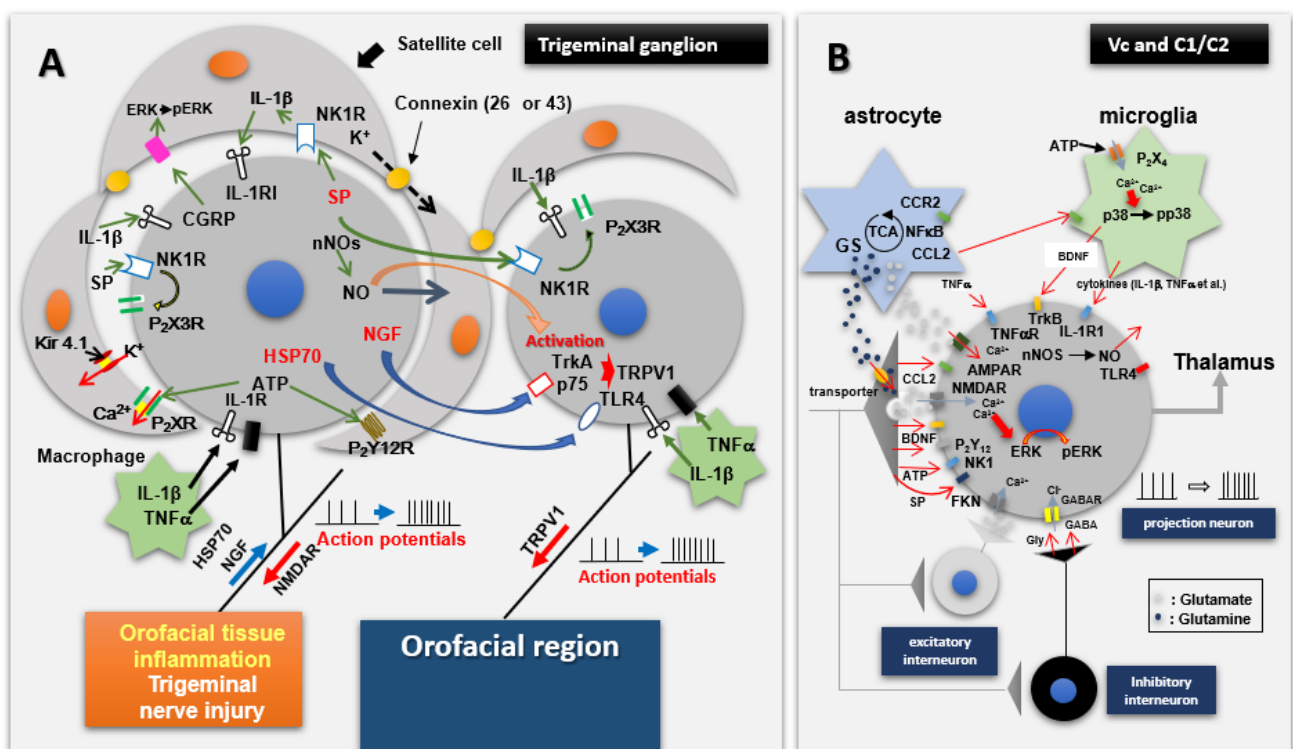 A
Trigeminal ganglion
Satellite cell
Connexin (26 or 43)
ERK pERK
IL-1β
NK1R
K⁺
IL-1RI
SP
CGRP
IL-1β
nNOs
NK1R
SP
NO
P₂X3R
Kir 4.1
K⁺
HSP70
NGF
ATP
IL-1R
Ca²⁺
P₂XR
P₂Y12R
IL-1β
P₂X3R
NK1R
Activation
TrkA
p75
TRPV1
TLR4
TNFα
IL-1β
Macrophage
IL-1β
TNFα
HSP70
NGF
NMDAR
Action potentials
TRPV1
Action potentials
Orofacial tissue
inflammation
Trigeminal
nerve injury
Orofacial region
B
Vc and C1/C2
astrocyte
microglia
ATP
P₂X₄
Ca²⁺
Ca²⁺
p38 pp38
CCR2
TCA
NFκB
GS
CCL2
BDNF
TNFα
cytokines (IL-1β, TNFα et al.)
TrkB
TNFαR
IL-1R1
nNOS NO
Ca²⁺
AMPAR
TLR4
Thalamus
transporter
CCL2
NMDAR
Ca²⁺
Ca²⁺
BDNF
P₂Y₁₂
ERK pERK
NK1
ATP
SP
FKN
Ca²⁺
Cl-
GABAR
GABA
Gly
projection neuron
: Glutamate
: Glutamine
excitatory
interneuron
Inhibitory
interneuron